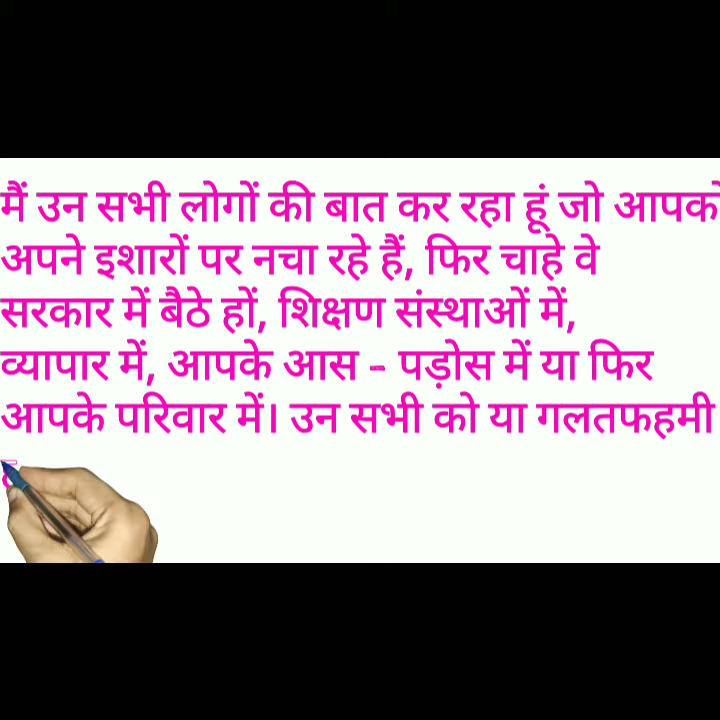 मैं उन सभी लोगों की बात कर रहा हूं जो आपको
अपने इशारों पर नचा रहे हैं, फिर चाहे वे
सरकार में बैठे हों, शिक्षण संस्थाओं में,
व्यापार में, आपके आस - पड़ोस में या फिर
आपके परिवार में। उन सभी को या गलतफहमी